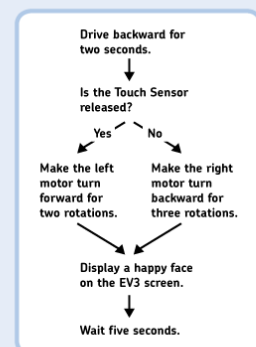 Drive backward for
two seconds.
Is the Touch Sensor
released?
Yes
No
Make the left
motor turn
forward for
two rotations.
Make the right
motor turn
backward for
three rotations.
Display a happy face
on the EV3 screen.
Wait five seconds.